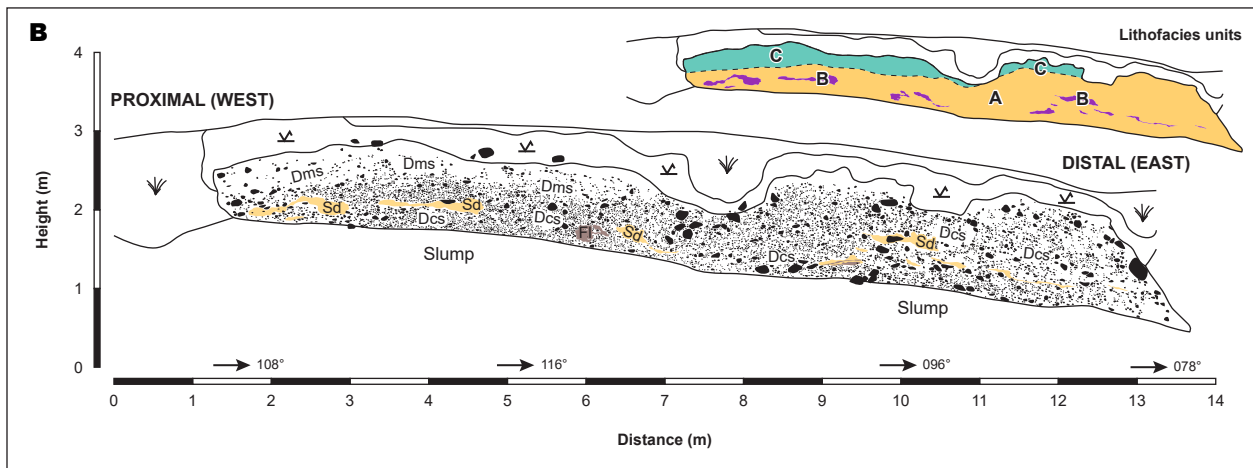 B
Lithofacies units
C
C
B
A
B
PROXIMAL (WEST)
DISTAL (EAST)
Height (m)
4
3
2
1
0
Dms
Dms
Dms
Sd
Sd
Dcs
Dcs
Fl
Sd
Dcs
Dcs
Sd
Dcs
Slump
Slump
108°
116°
096°
078°
0 1 2 3 4 5 6 7 8 9 10 11 12 13 14
Distance (m)